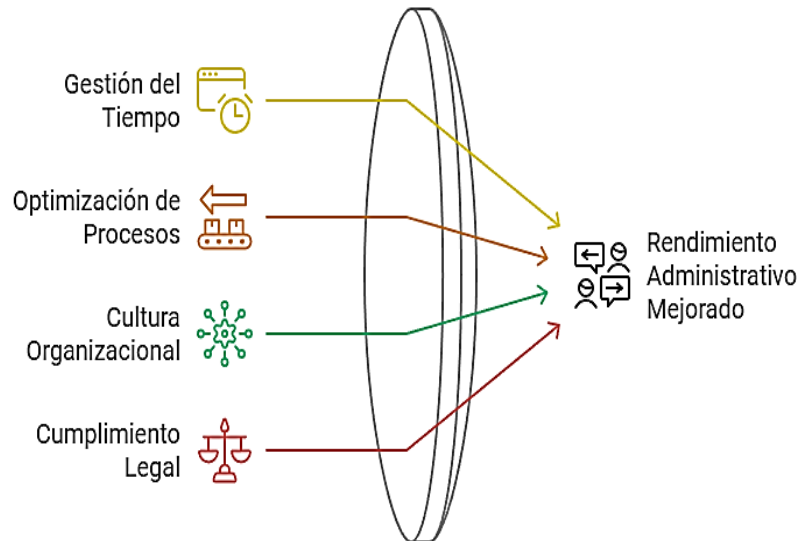 Gestión del
Tiempo
Optimización de
Procesos
Cultura
Organizacional
Cumplimiento
Legal
Rendimiento
Administrativo
Mejorado